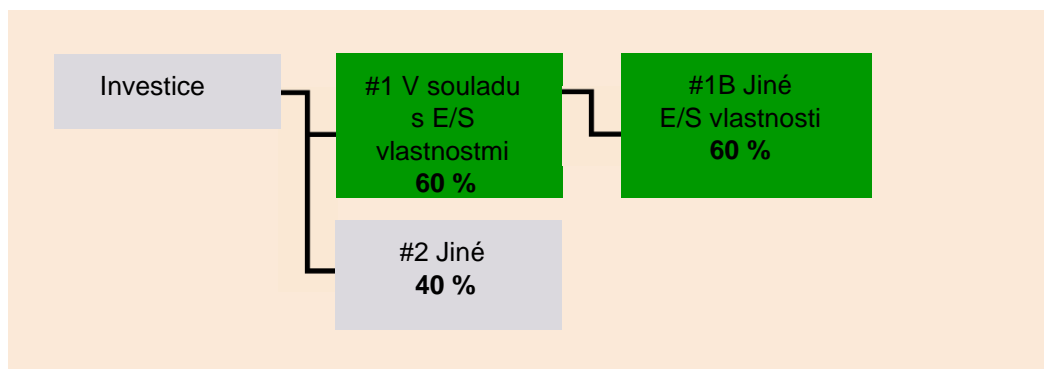 Investice
#1 V souladu
s E/S
vlastnostmi
60 %
#1B Jiné
E/S vlastnosti
60 %
#2 Jiné
40 %